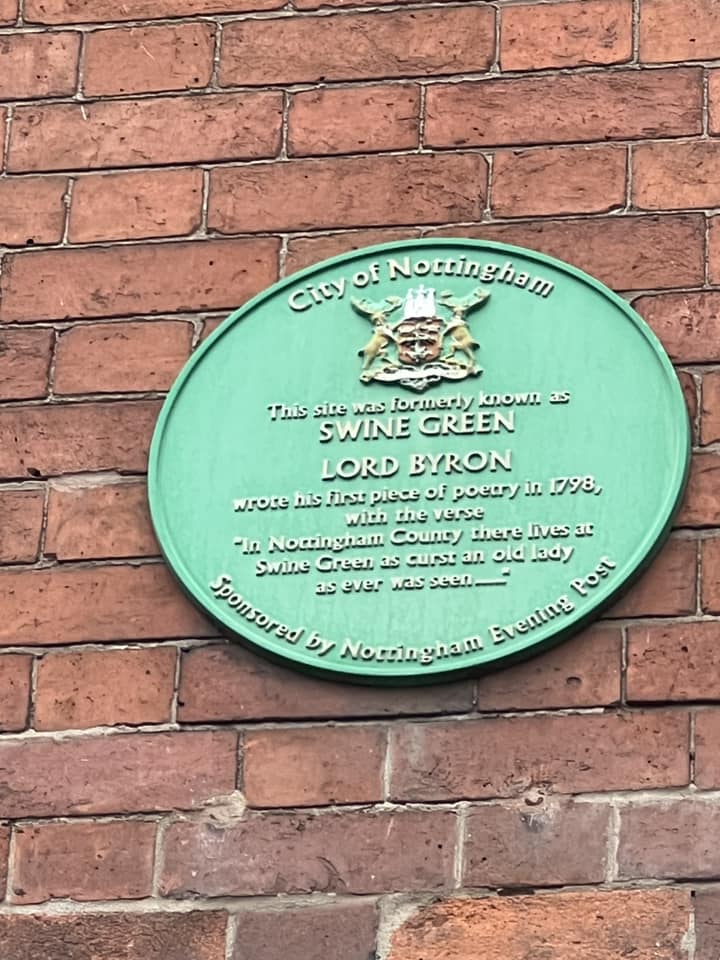 City of Nottingham
This site was formerly known as
SWINE GREEN
LORD BYRON
wrote his first piece of poetry in 1798,
with the verse
"In Nottingham County there lives at
Swine Green as curst an old lady
as ever was seen.___"
Sponsored by Nottingham Evening Post